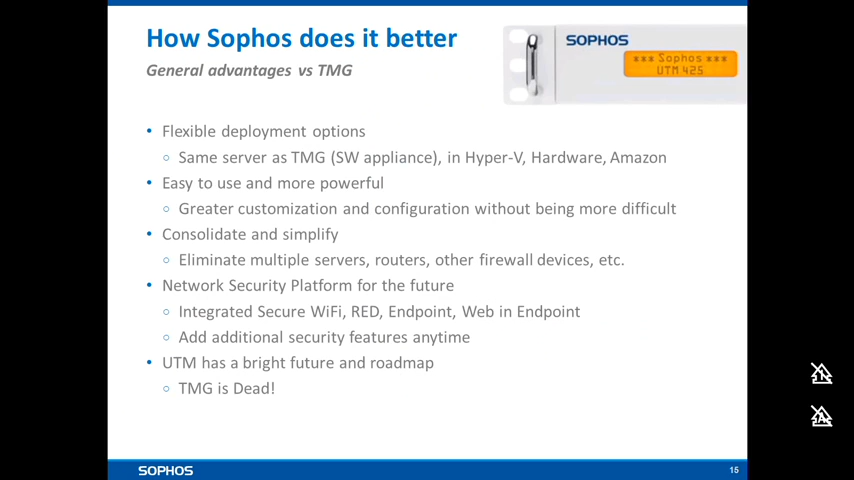 How Sophos does it better
General advantages vs TMG
SOPHOS
*** Sophos ***
UTM 425
• Flexible deployment options
○ Same server as TMG (SW appliance), in Hyper-V, Hardware, Amazon
• Easy to use and more powerful
○ Greater customization and configuration without being more difficult
• Consolidate and simplify
○ Eliminate multiple servers, routers, other firewall devices, etc.
• Network Security Platform for the future
○ Integrated Secure WiFi, RED, Endpoint, Web in Endpoint
○ Add additional security features anytime
• UTM has a bright future and roadmap
○ TMG is Dead!
SOPHOS
15